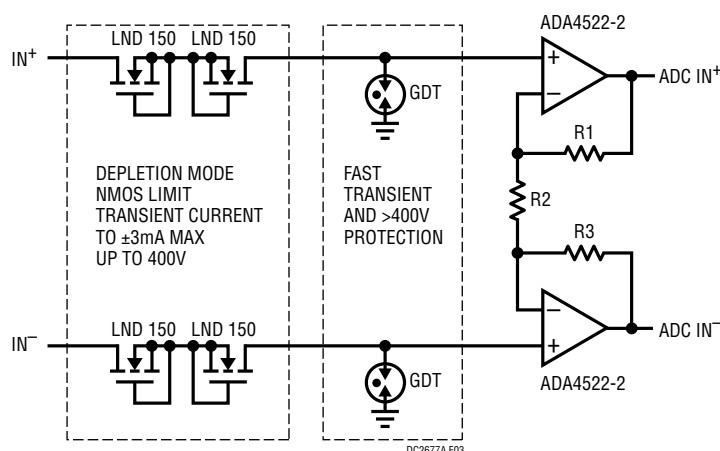 ADA4522-2
LND 150 LND 150
IN+
+
ADC IN+
GDT
−
R1
DEPLETION MODE
NMOS LIMIT
TRANSIENT CURRENT
TO ±3mA MAX
UP TO 400V
FAST
TRANSIENT
AND >400V
PROTECTION
R2
R3
LND 150 LND 150
IN−
−
ADC IN−
+
GDT
ADA4522-2
DC2677A F03